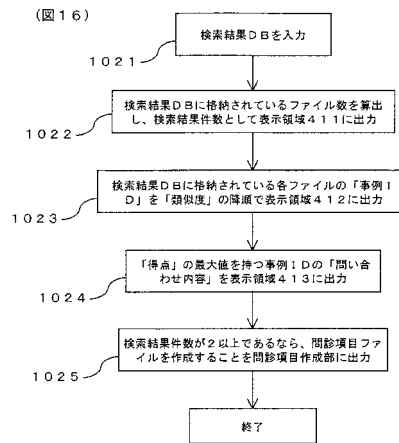 (図16)
検索結果DBを入力
1021
検索結果DBに格納されているファイル数を算出
し、検索結果件数として表示領域411に出力
1022
検索結果DBに格納されている各ファイルの「事例I
D」を「類似度」の降順で表示領域412に出力
1023
「得点」の最大値を持つ事例IDの「問い合
わせ内容」を表示領域413に出力
1024
検索結果件数が2以上であるなら、問診項目ファ
イルを作成することを問診項目作成部に出力
1025
終了